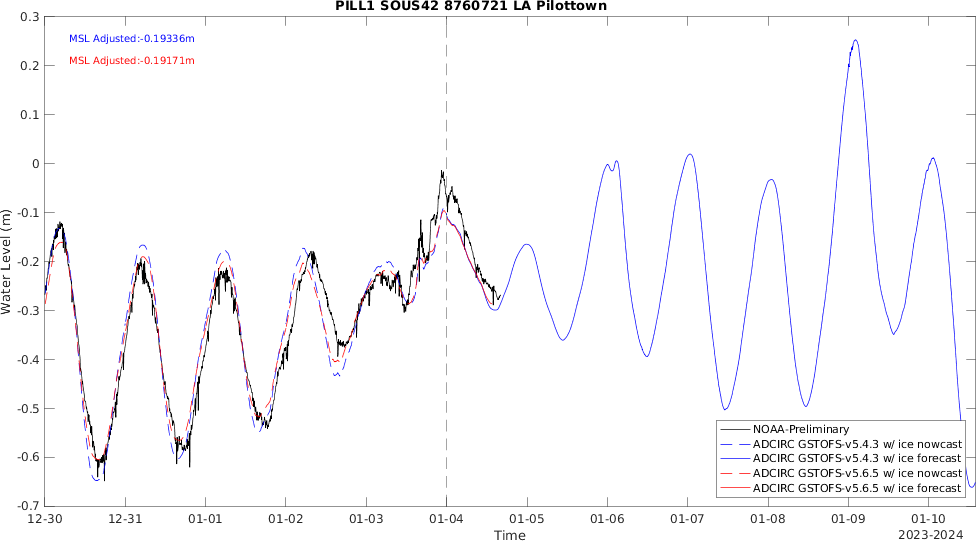 PILL1 SOUS42 8760721 LA Pilottown
MSL Adjusted:-0.19336m
MSL Adjusted:-0.19171m
Water Level (m)
0.3
0.2
0.1
0
-0.1
-0.2
-0.3
-0.4
-0.5
-0.6
-0.7
NOAA-Preliminary
ADCIRC GSTOFS-v5.4.3 w/ ice nowcast
ADCIRC GSTOFS-v5.4.3 w/ ice forecast
ADCIRC GSTOFS-v5.6.5 w/ ice nowcast
ADCIRC GSTOFS-v5.6.5 w/ ice forecast
12-30 12-31 01-01 01-02 01-03 01-04 01-05 01-06 01-07 01-08 01-09 01-10
Time
2023-2024